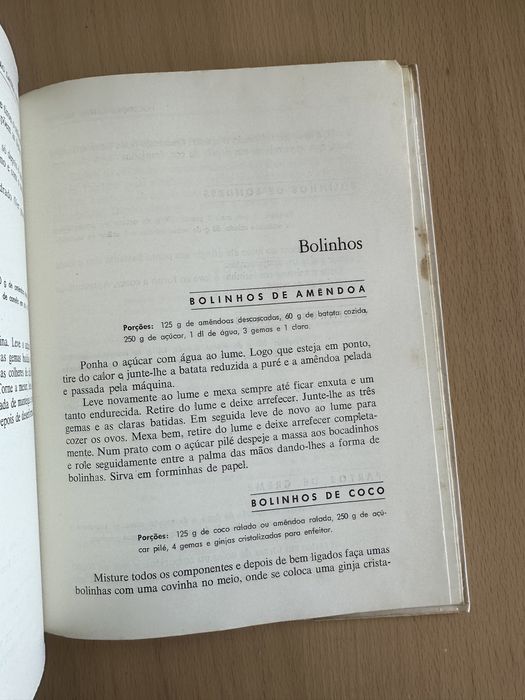 Bolinhos
BOLINHOS DE AMÊNDOA
Porções: 125 g de amêndoas descascadas, 60 g de batata cozida,
250 g de açúcar, 1 dl de água, 3 gemas e 1 clara.
Ponha o açúcar com água ao lume. Logo que esteja em ponto,
tire do calor e junte-lhe a batata reduzida a puré e a amêndoa pelada
e passada pela máquina.
Leve novamente ao lume e mexa sempre até ficar enxuta e um
tanto endurecida. Retire do lume e deixe arrefecer. Junte-lhe as três
gemas e as claras batidas. Em seguida leve de novo ao lume para
cozer os ovos. Mexa bem, retire do lume e deixe arrefecer completa-
mente. Num prato com o açúcar pilé despeje a massa aos bocadinhos
e role seguidamente entre a palma das mãos dando-lhes a forma de
bolinhas. Sirva em forminhas de papel.
BOLINHOS DE COCO
Porções: 125 g de coco ralado ou amêndoa ralada, 250 g de açú-
car pilé, 4 gemas e ginjas cristalizadas para enfeitar.
Misture todos os componentes e depois de bem ligados faça umas
bolinhas com uma covinha no meio, onde se coloca uma ginja crista-